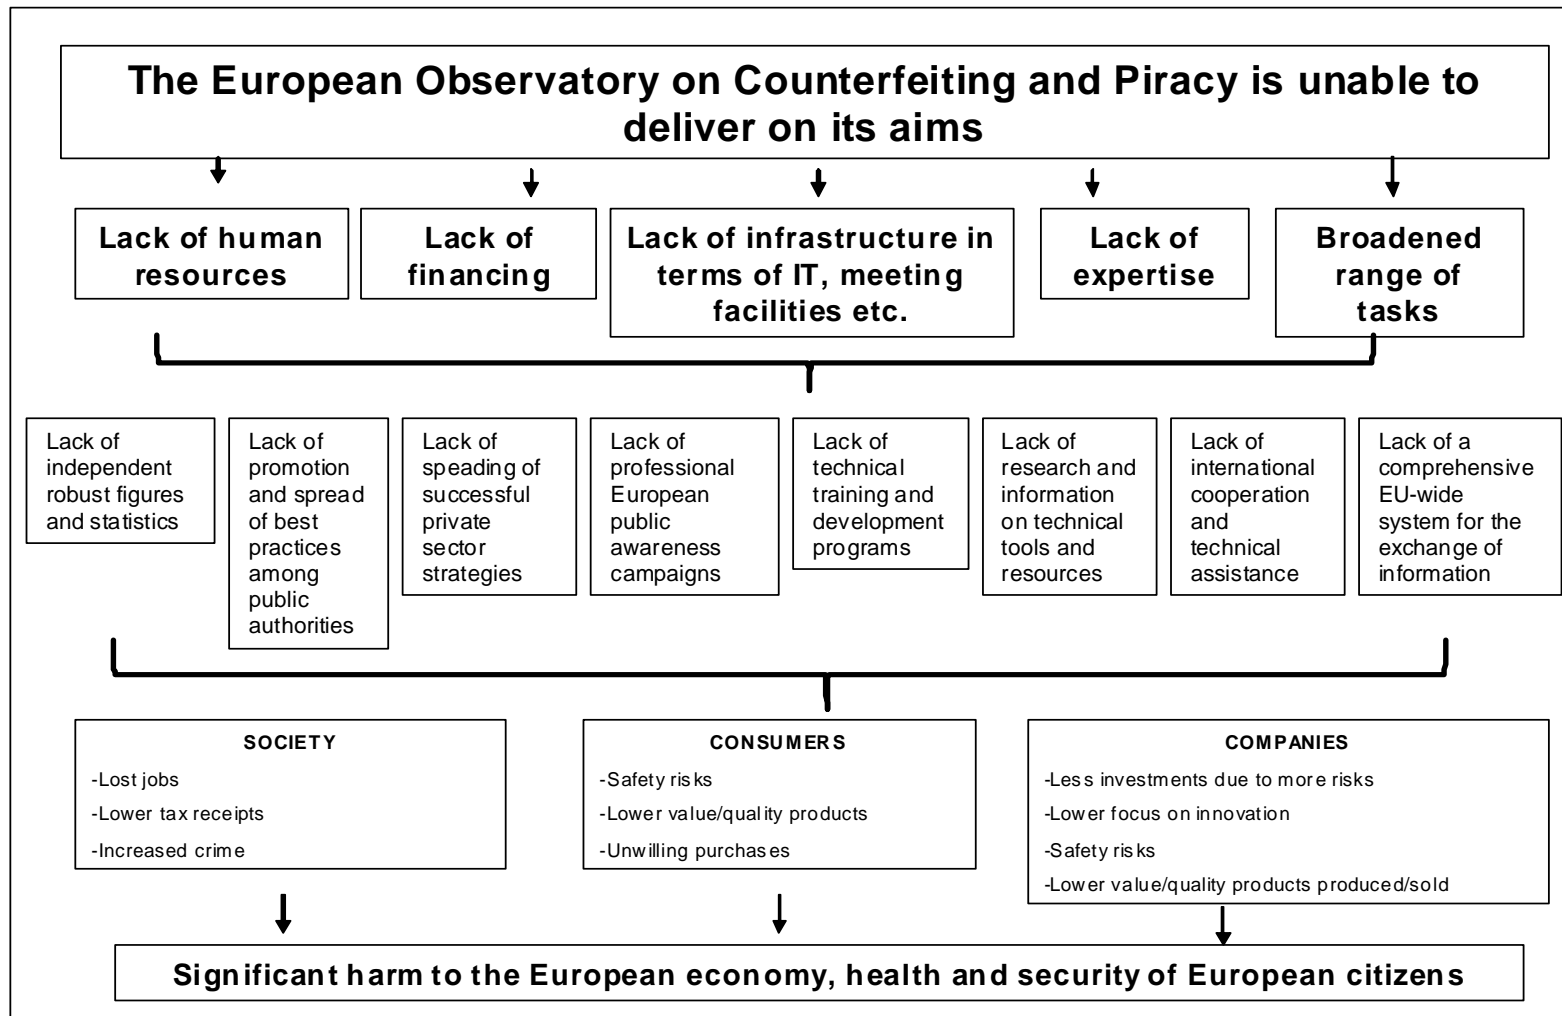 The European Observatory on Counterfeiting and Piracy is unable to
deliver on its aims
Lack of human
resources
Lack of
financing
Lack of infrastructure in
terms of IT, meeting
facilities etc.
Lack of
expertise
Broadened
range of
tasks
Lack of
independent
robust figures
and statistics
Lack of
promotion
and spread
of best
practices
among
public
authorities
Lack of
speading of
successful
private
sector
strategies
Lack of
professional
European
public
awareness
campaigns
Lack of
technical
training and
development
programs
Lack of
research and
information
on technical
tools and
resources
Lack of
international
cooperation
and
technical
assistance
Lack of a
comprehensive
EU-wide
system for the
exchange of
information
SOCIETY
-Lost jobs
-Lower tax receipts
-Increased crime
CONSUMERS
-Safety risks
-Lower value/quality products
-Unwilling purchases
COMPANIES
-Less investments due to more risks
-Lower focus on innovation
-Safety risks
-Lower value/quality products produced/sold
Significant harm to the European economy, health and security of European citizens